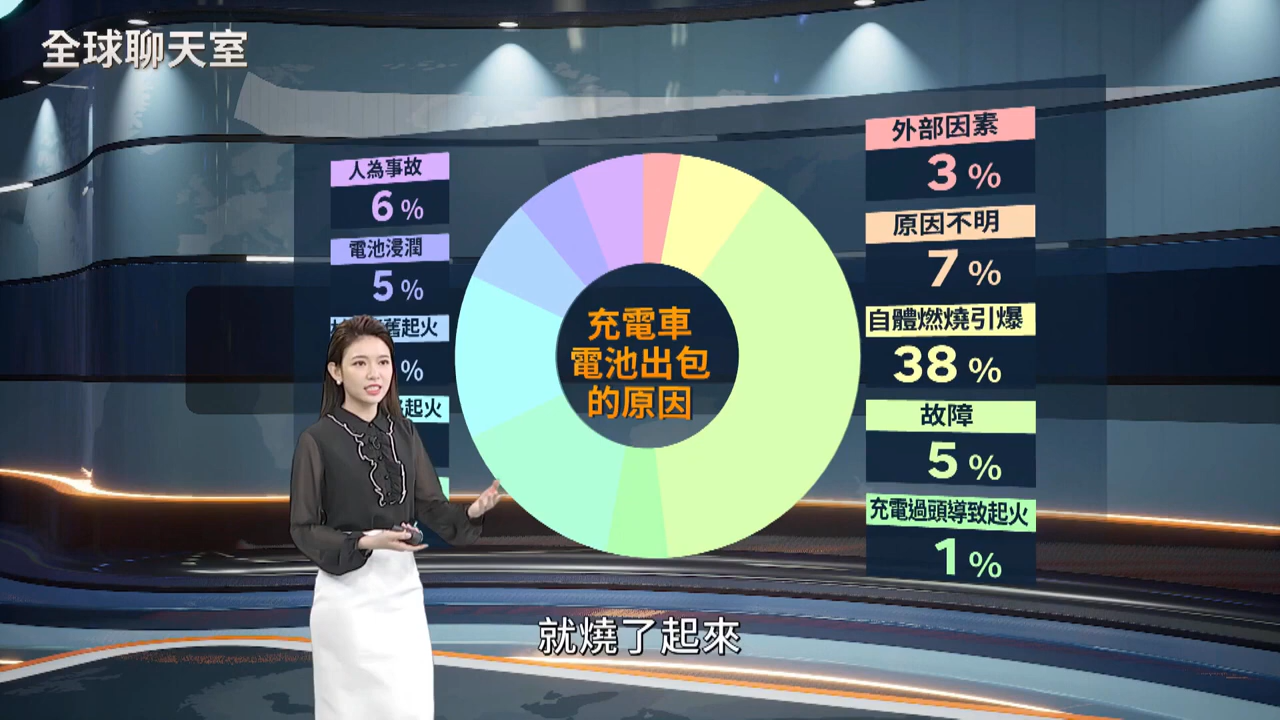 全球聊天室
人為事故
6 %
電池浸潤
5 %
舊起火
%
起火
充電車
電池出包
的原因
外部因素
3 %
原因不明
7 %
自體燃燒引爆
38 %
故障
5 %
充電過頭導致起火
1 %
就燒了起來